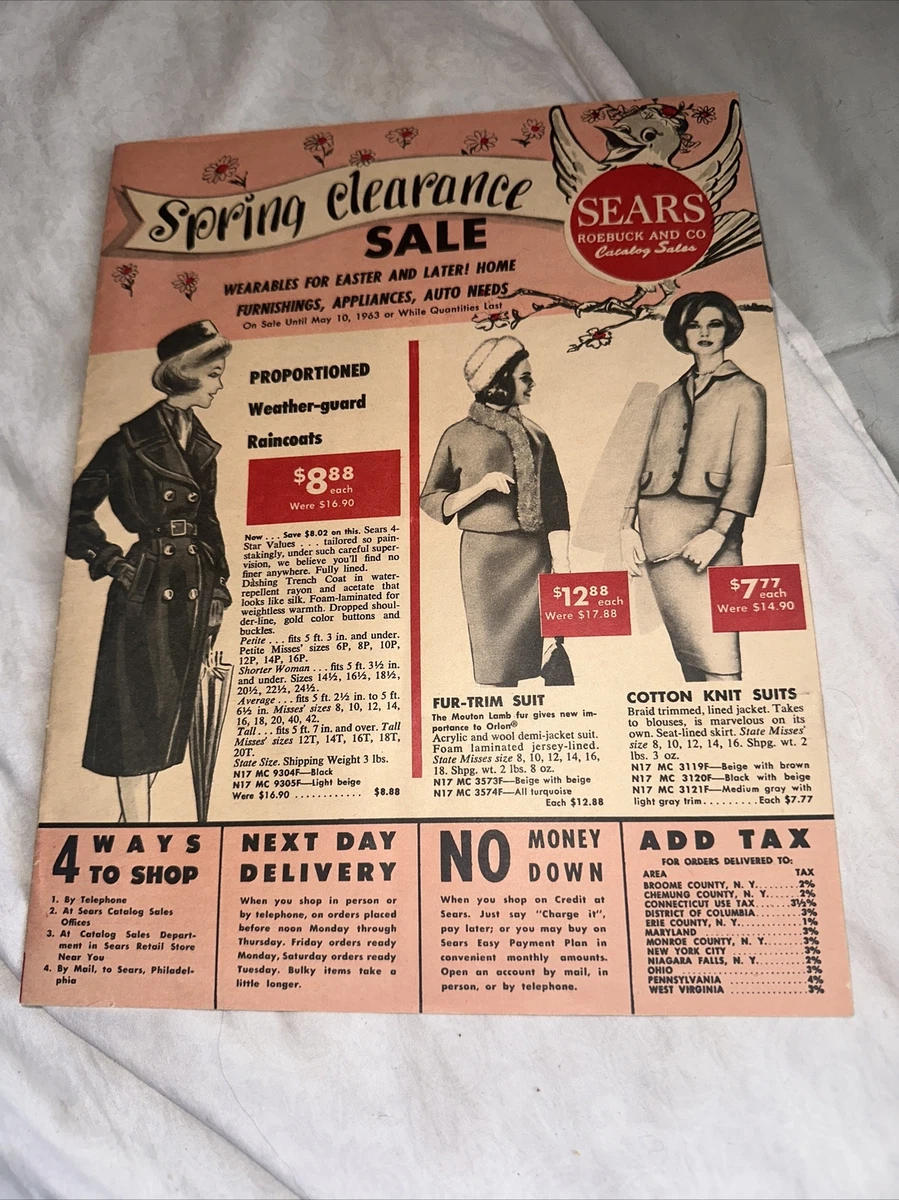 Spring Clearance
SALE
SEARS
ROEBUCK AND CO
Catalog Sales
WEARABLES FOR EASTER AND LATER! HOME
FURNISHINGS, APPLIANCES, AUTO NEEDS
On Sale Until May 10, 1963 or While Quantities Last
PROPORTIONED
Weather-guard
Raincoats
$8 88
each
Were $16.90
Now . . . Save $8.02 on this. Sears 4-
Star Values . . . tailored so pain-
stakingly, under such careful super-
vision, we believe you'll find no
finer anywhere. Fully lined.
Dashing Trench Coat in water-
repellent rayon and acetate that
looks like silk. Foam-laminated for
weightless warmth. Dropped shoul-
der-line, gold color buttons and
buckles.
Petite . . . fits 5 ft. 3 in. and under.
Petite Misses' sizes 6P, 8P, 10P,
12P, 14P, 16P.
Shorter Woman . . . fits 5 ft. 3½ in.
and under. Sizes 14½, 16½, 18½,
20½, 22½, 24½.
Average . . . fits 5 ft. 2½ in. to 5 ft.
6½ in. Misses' sizes 8, 10, 12, 14,
16, 18, 20, 40, 42.
Tall . . . fits 5 ft. 7 in. and over. Tall
Misses' sizes 12T, 14T, 16T, 18T,
20T.
State Size. Shipping Weight 3 lbs.
N17 MC 9304F—Black
N17 MC 9305F—Light beige
Were $16.90 ............ $8.88
$12 88
each
Were $17.88
FUR-TRIM SUIT
The Mouton Lamb fur gives new im-
portance to Orlon®
Acrylic and wool demi-jacket suit.
Foam laminated jersey-lined.
State Misses sizes 8, 10, 12, 14, 16,
18. Shpg. wt. 2 lbs. 8 oz.
N17 MC 3573F—Beige with beige
N17 MC 3574F—All turquoise
Each $12.88
$7 77
each
Were $14.90
COTTON KNIT SUITS
Braid trimmed, lined jacket. Takes
to blouses, is marvelous on its
own. Seat-lined skirt. State Misses'
size 8, 10, 12, 14, 16. Shpg. wt. 2
lbs. 3 oz.
N17 MC 3119F—Beige with brown
N17 MC 3120F—Black with beige
N17 MC 3121F—Medium gray with
light gray trim.........Each $7.77
4 WAYS
TO SHOP
1. By Telephone
2. At Sears Catalog Sales
Offices
3. At Catalog Sales Depart-
ment in Sears Retail Store
Near You
4. By Mail, to Sears, Philadel-
phia
NEXT DAY
DELIVERY
When you shop in person or
by telephone, on orders placed
before noon Monday through
Thursday. Friday orders ready
Monday, Saturday orders ready
Tuesday. Bulky items take a
little longer.
NO MONEY
DOWN
When you shop on Credit at
Sears. Just say "Charge it",
pay later; or you may buy on
Sears Easy Payment Plan in
convenient monthly amounts.
Open an account by mail, in
person, or by telephone.
ADD TAX
FOR ORDERS DELIVERED TO:
AREA TAX
BROOME COUNTY, N. Y.........2%
CHEMUNG COUNTY, N. Y.......2%
CONNECTICUT USE TAX.......3½%
DISTRICT OF COLUMBIA.......3%
ERIE COUNTY, N. Y............1%
MARYLAND ............3%
MONROE COUNTY, N. Y........3%
NEW YORK CITY ............3%
NIAGARA FALLS, N. Y.........2%
OHIO ............3%
PENNSYLVANIA ............4%
WEST VIRGINIA ............3%